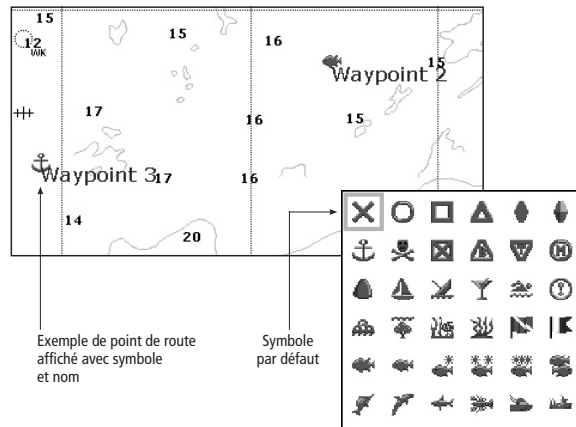 15
15
16
12
WK
15
Waypoint 2
17
16
15
Waypoint 3
17
16
14
20
Exemple de point de route
affiché avec symbole
et nom
Symbole
par défaut